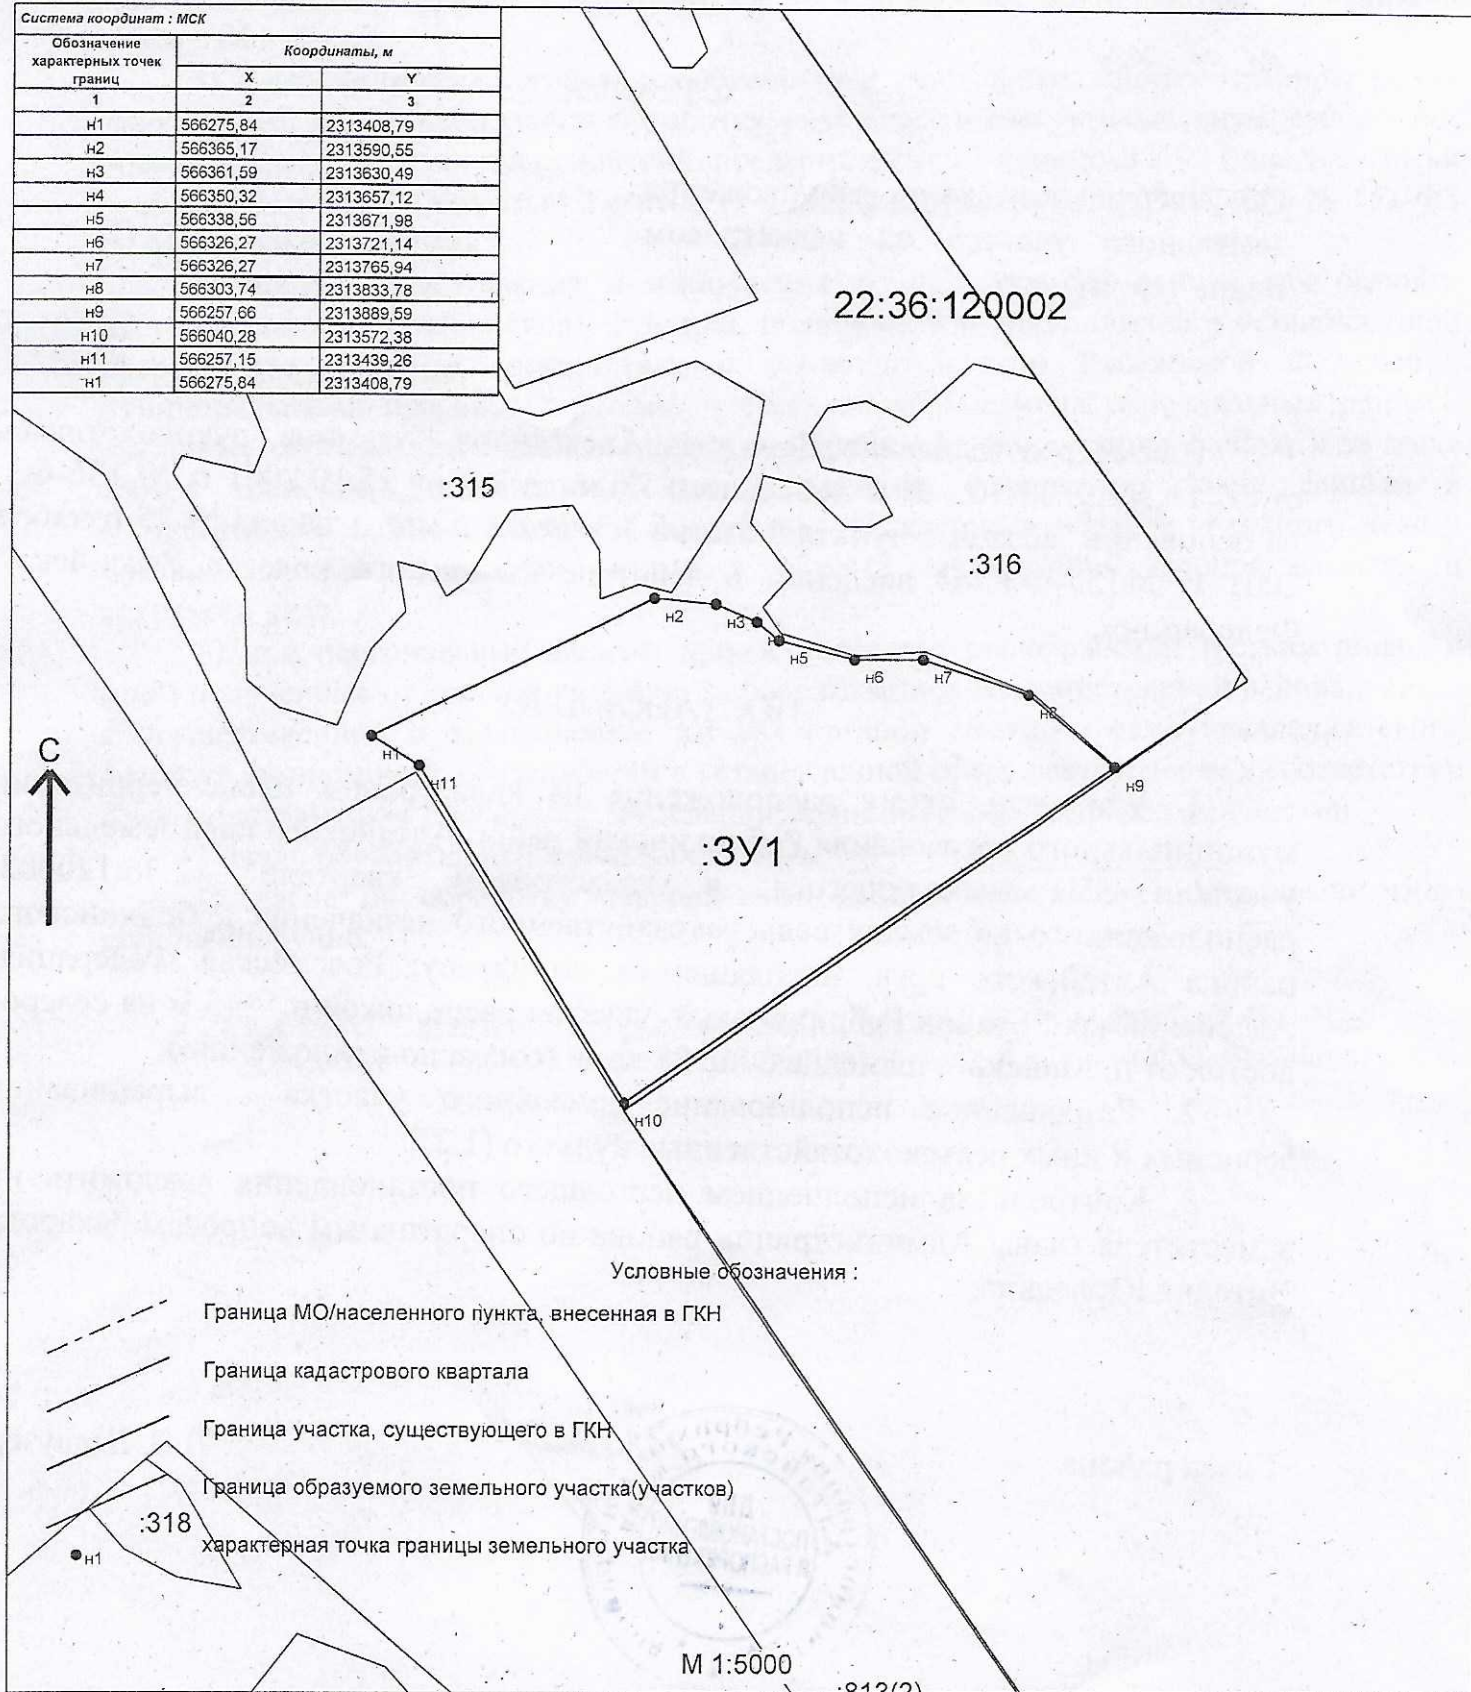 Система координат : МСК
Обозначение характерных точек границ
Координаты, м
X Y
1 2 3
н1 566275,84 2313408,79
н2 566365,17 2313590,55
н3 566361,59 2313630,49
н4 566350,32 2313657,12
н5 566338,56 2313671,98
н6 566326,27 2313721,14
н7 566326,27 2313765,94
н8 566303,74 2313833,78
н9 566257,66 2313889,59
н10 566040,28 2313572,38
н11 566257,15 2313439,26
н1 566275,84 2313408,79
22:36:120002
:315
:316
н2
н3
н5
н6
н7
н8
н1
н11
н9
С
:ЗУ1
н10
Условные обозначения :
Граница МО/населенного пункта, внесенная в ГКН
Граница кадастрового квартала
Граница участка, существующего в ГКН
Граница образуемого земельного участка(участков)
:318
характерная точка границы земельного участка
н1
М 1:5000
:813(2)